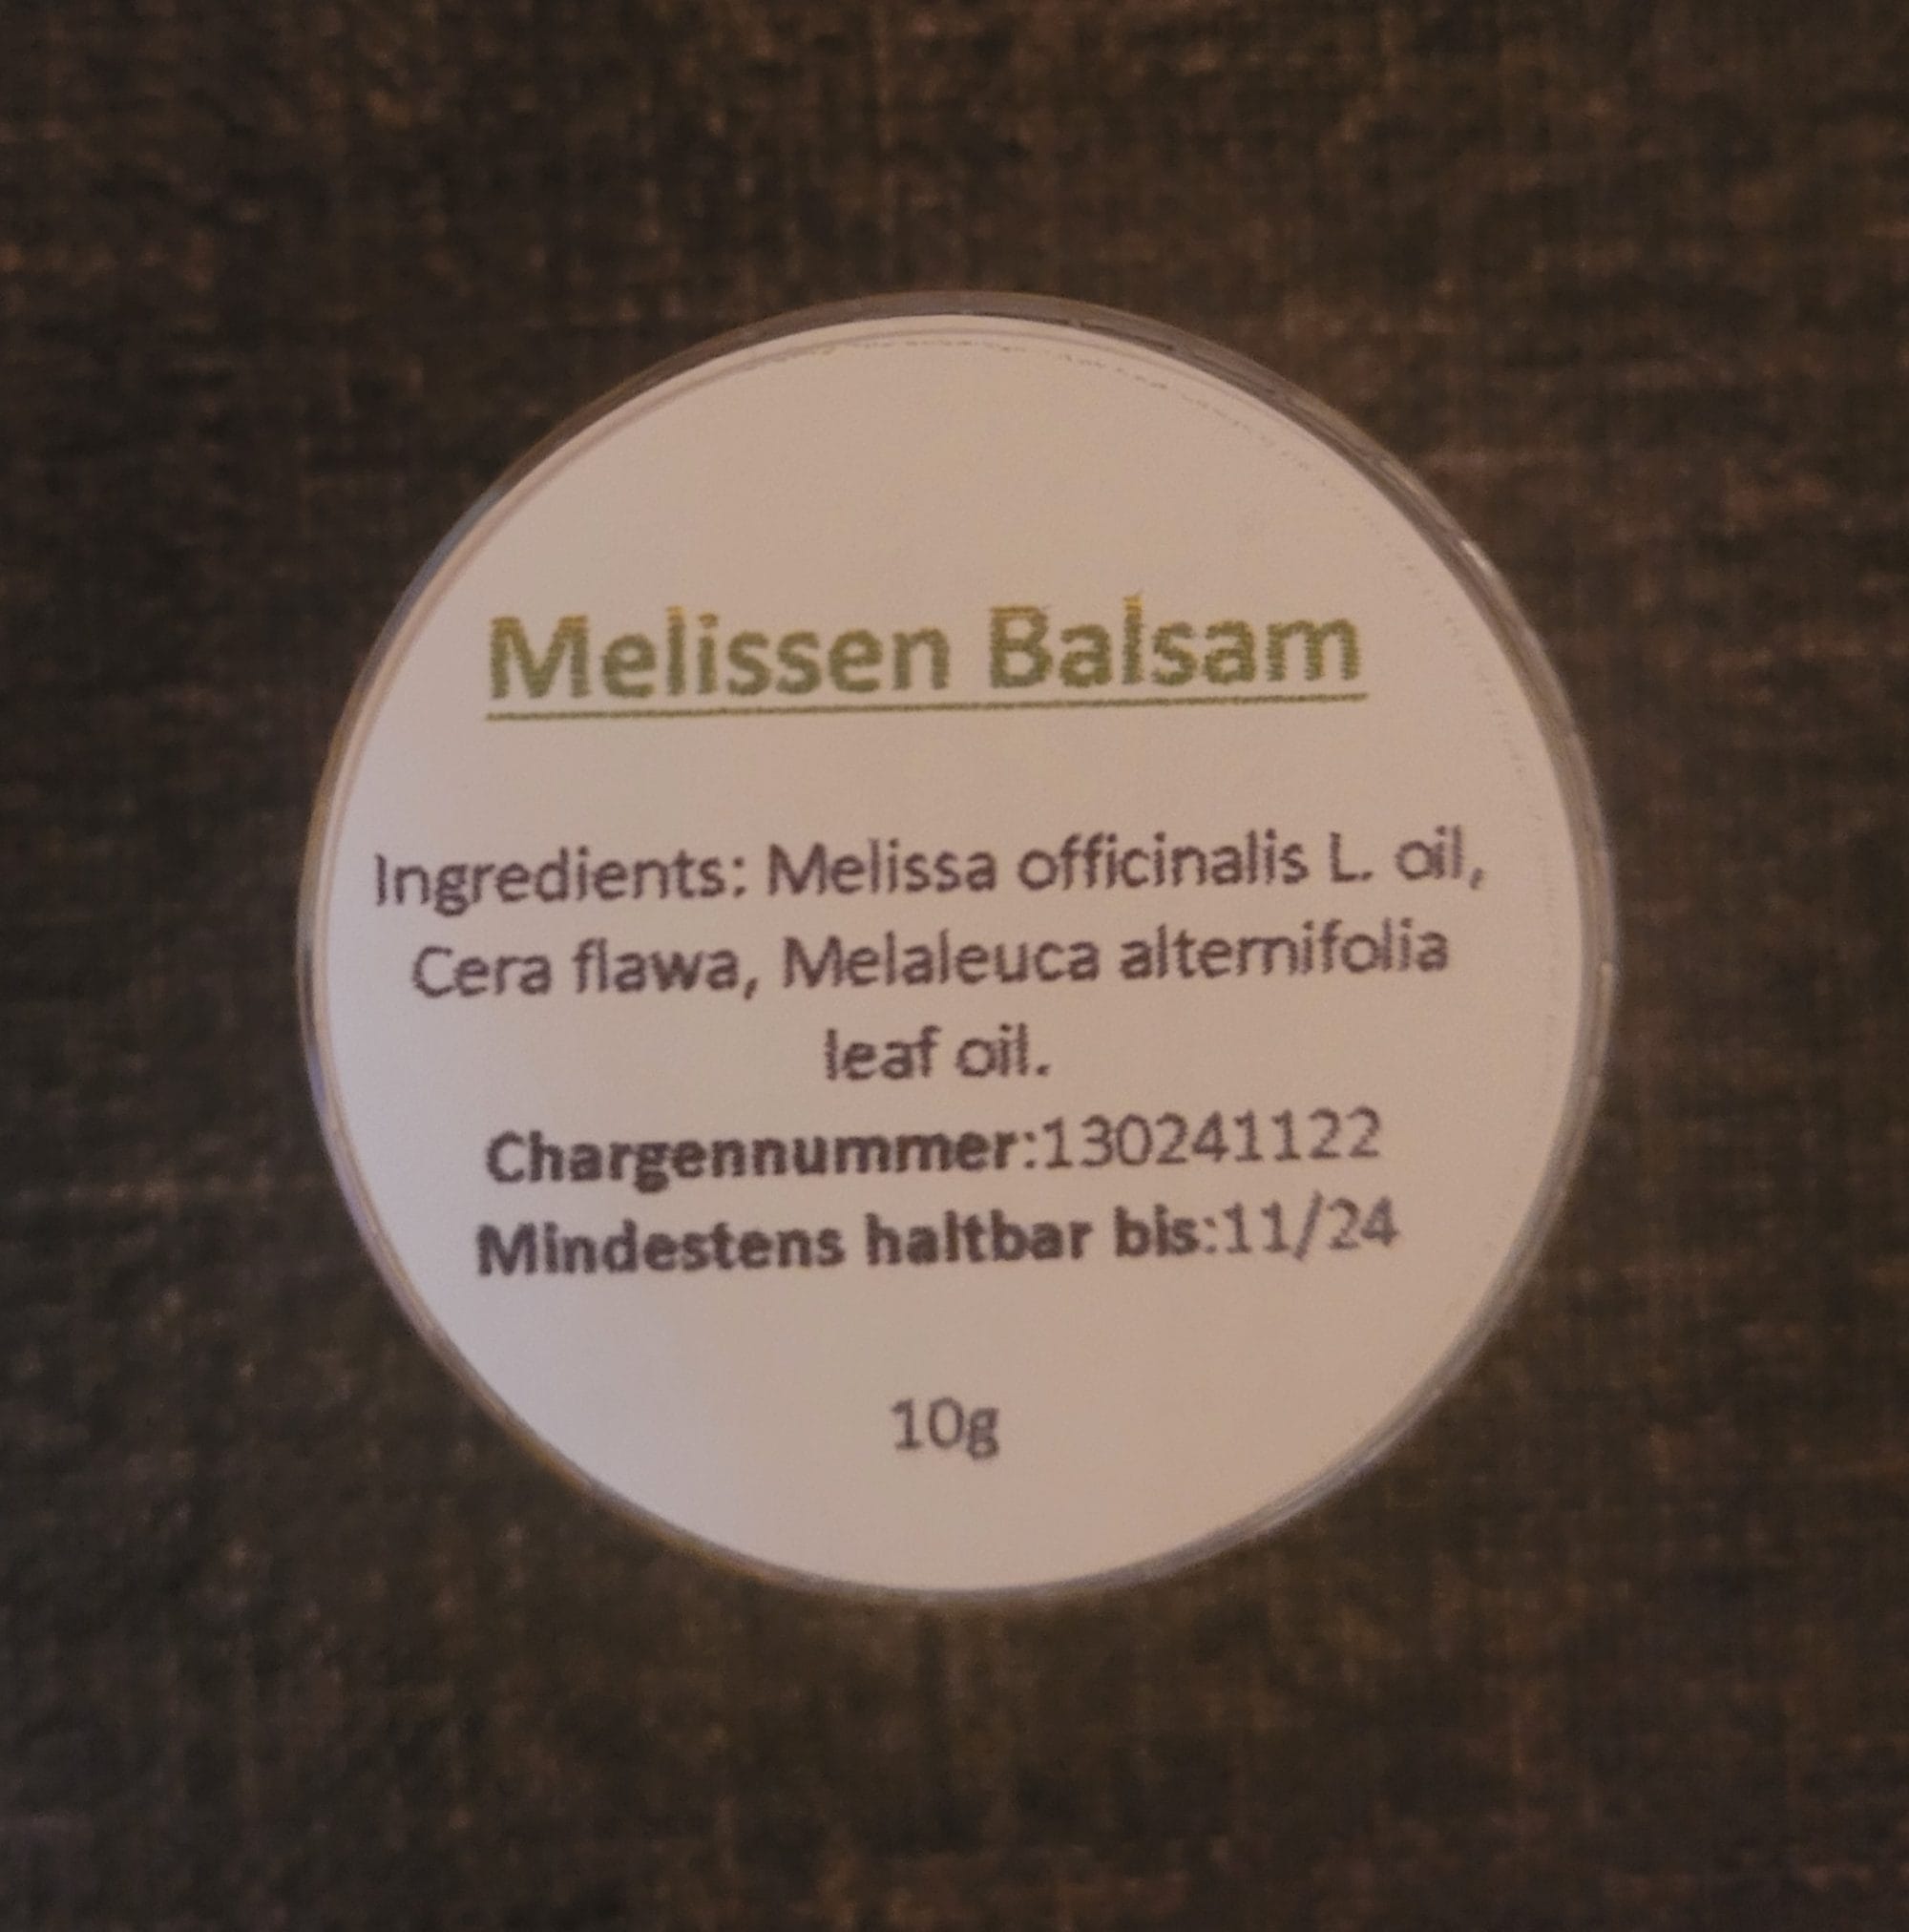 Melissen Balsam
Ingredients: Melissa officinalis L. oil,
Cera flawa, Melaleuca alternifolia
leaf oil.
Chargennummer:130241122
Mindestens haltbar bis:11/24
10g